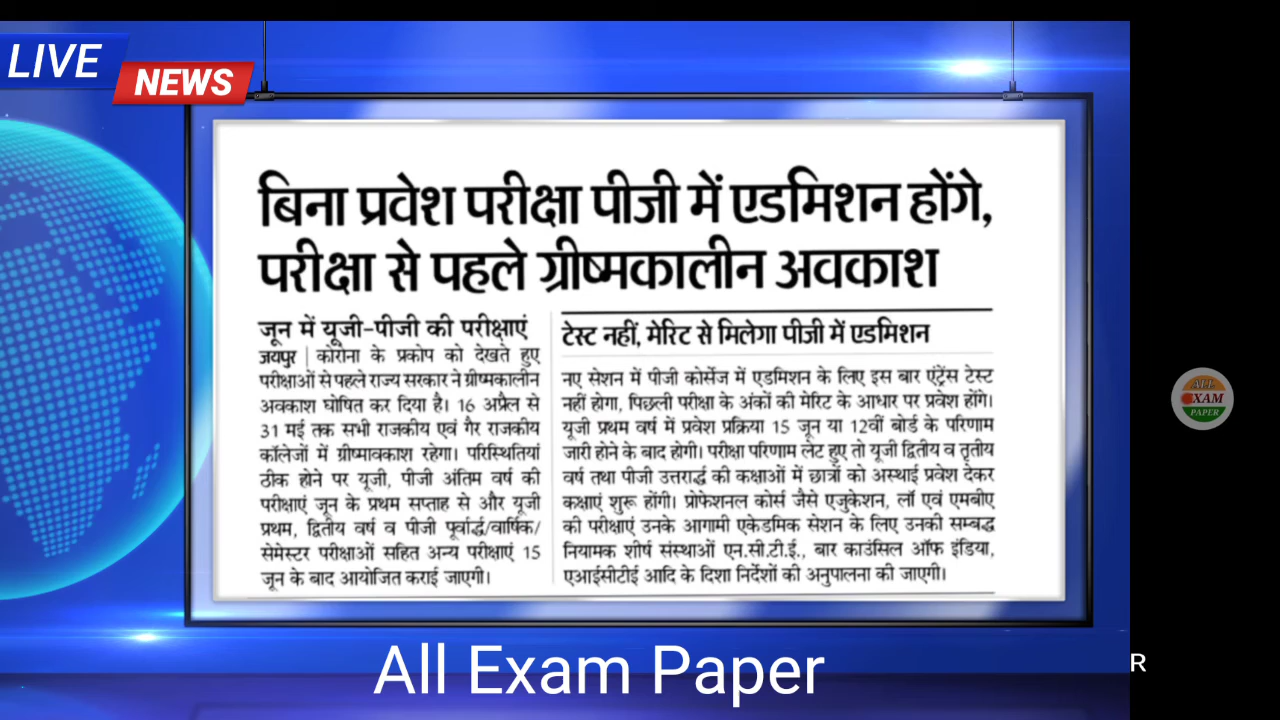 LIVE
NEWS
बिना प्रवेश परीक्षा पीजी में एडमिशन होंगे,
परीक्षा से पहले ग्रीष्मकालीन अवकाश
जून में यूजी-पीजी की परीक्षाएं
जयपुर | कोरोना के प्रकोप को देखते हुए
परीक्षाओं से पहले राज्य सरकार ने ग्रीष्मकालीन
अवकाश घोषित कर दिया है। 16 अप्रैल से
31 मई तक सभी राजकीय एवं गैर राजकीय
कॉलेजों में ग्रीष्मावकाश रहेगा। परिस्थितियां
ठीक होने पर यूजी, पीजी अंतिम वर्ष की
परीक्षाएं जून के प्रथम सप्ताह से और यूजी
प्रथम, द्वितीय वर्ष व पीजी पूर्वार्द्ध/वार्षिक/
सेमेस्टर परीक्षाओं सहित अन्य परीक्षाएं 15
जून के बाद आयोजित कराई जाएगी।
टेस्ट नहीं, मेरिट से मिलेगा पीजी में एडमिशन
नए सेशन में पीजी कोर्सेज में एडमिशन के लिए इस बार एंट्रेंस टेस्ट
नहीं होगा, पिछली परीक्षा के अंकों की मेरिट के आधार पर प्रवेश होंगे।
यूजी प्रथम वर्ष में प्रवेश प्रक्रिया 15 जून या 12वीं बोर्ड के परिणाम
जारी होने के बाद होगी। परीक्षा परिणाम लेट हुए तो यूजी द्वितीय व तृतीय
वर्ष तथा पीजी उत्तरार्द्ध की कक्षाओं में छात्रों को अस्थाई प्रवेश देकर
कक्षाएं शुरू होंगी। प्रोफेशनल कोर्स जैसे एजुकेशन, लॉ एवं एमबीए
की परीक्षाएं उनके आगामी एकेडमिक सेशन के लिए उनकी सम्बद्ध
नियामक शीर्ष संस्थाओं एन.सी.टी.ई., बार काउंसिल ऑफ इंडिया,
एआईसीटीई आदि के दिशा निर्देशों की अनुपालना की जाएगी।
All Exam Paper
ALL
EXAM
PAPER
R